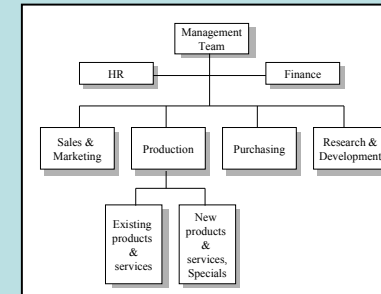 Management
Team
HR
Finance
Sales &
Marketing
Production
Purchasing
Research &
Development
Existing
products
&
services
New
products
&
services,
Specials